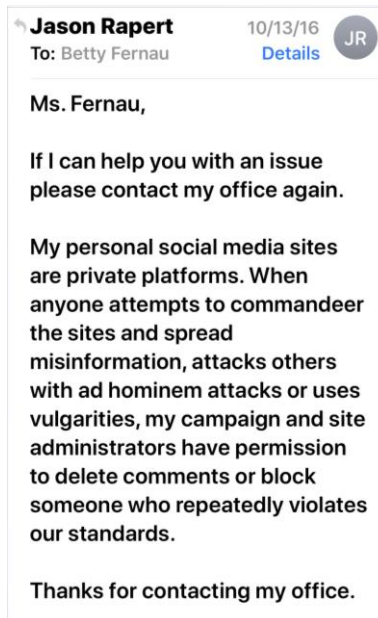 Jason Rapert 10/13/16 JR
To: Betty Fernau Details
Ms. Fernau,
If I can help you with an issue
please contact my office again.
My personal social media sites
are private platforms. When
anyone attempts to commandeer
the sites and spread
misinformation, attacks others
with ad hominem attacks or uses
vulgarities, my campaign and site
administrators have permission
to delete comments or block
someone who repeatedly violates
our standards.
Thanks for contacting my office.